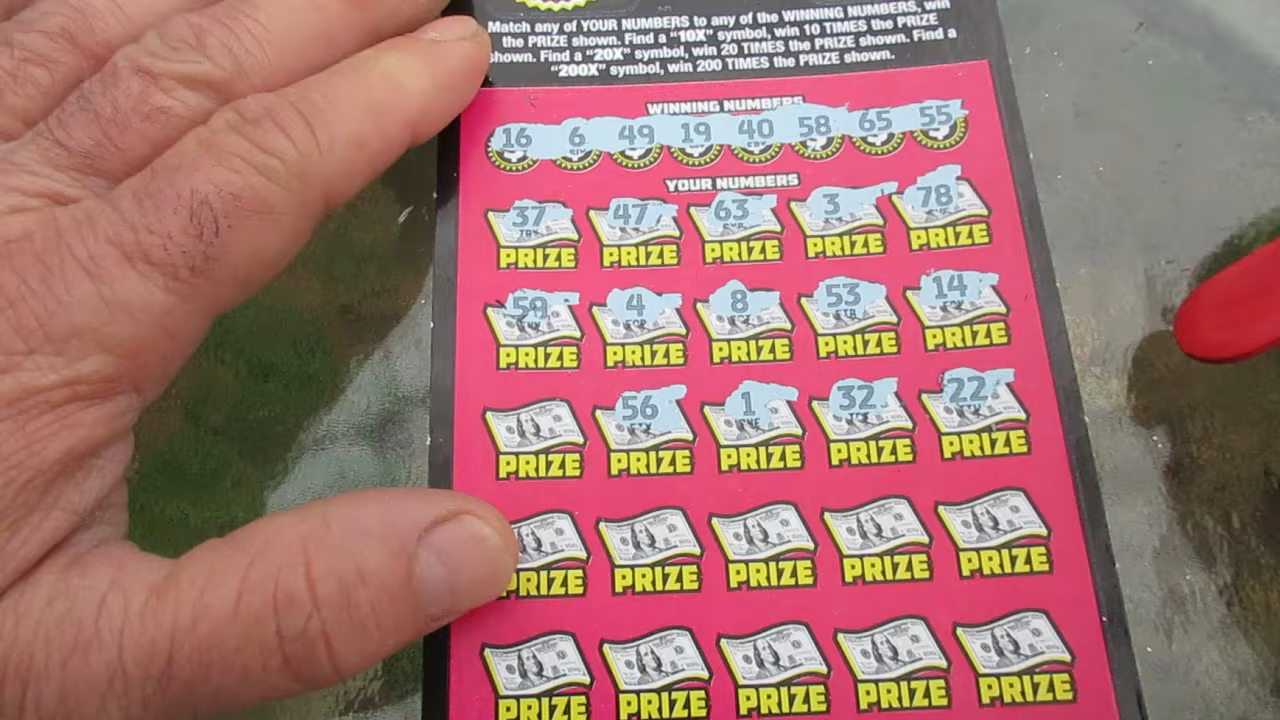 Match any of YOUR NUMBERS to any of the WINNING NUMBERS, win
the PRIZE shown. Find a “10X” symbol, win 10 TIMES the PRIZE
shown. Find a “20X” symbol, win 20 TIMES the PRIZE shown. Find a
“200X” symbol, win 200 TIMES the PRIZE shown.
WINNING NUMBERS
16 6 49 19 40 58 65 55
SIX
YOUR NUMBERS
37 47 63 3 78
PRIZE PRIZE PRIZE PRIZE PRIZE
59 4 8 53 14
PRIZE PRIZE PRIZE PRIZE PRIZE
56 1 32 22
ONE
PRIZE PRIZE PRIZE PRIZE PRIZE
PRIZE PRIZE PRIZE PRIZE PRIZE
PRIZE PRIZE PRIZE PRIZE PRIZE